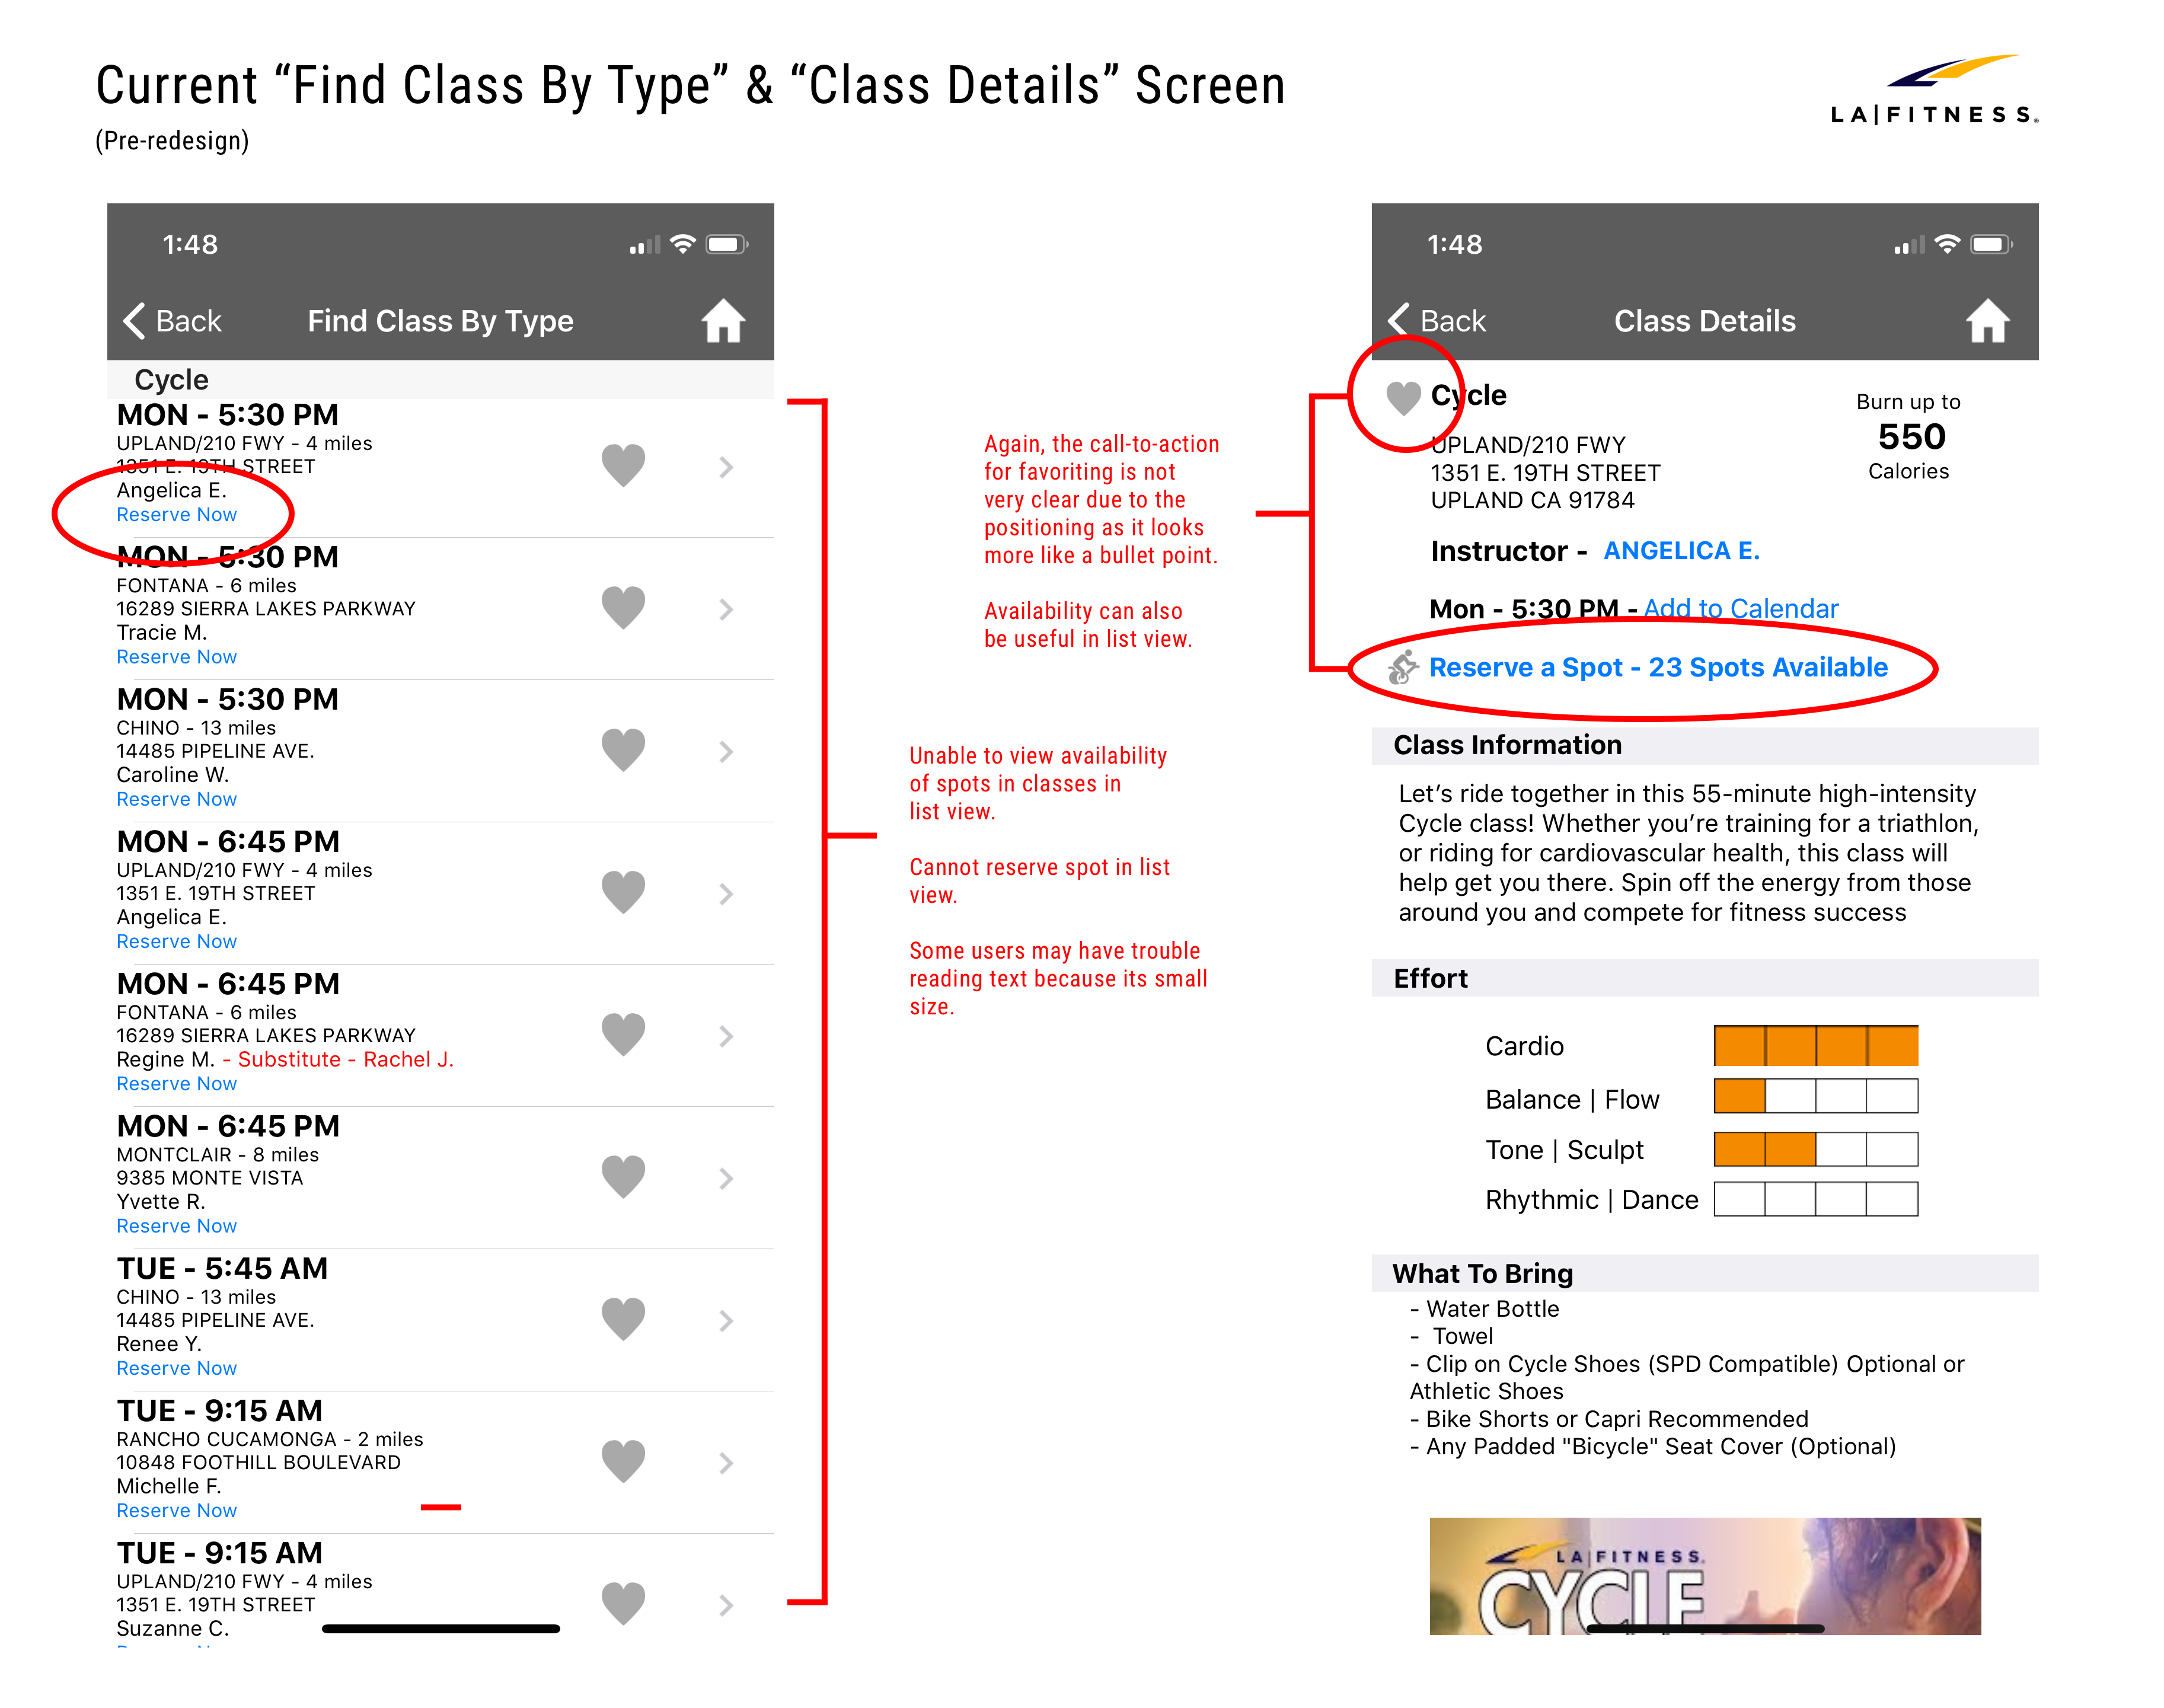 Current “Find Class By Type” & “Class Details” Screen
(Pre-redesign)
LA|FITNESS®
1:48
Back
Find Class By Type
Cycle
MON - 5:30 PM
UPLAND/210 FWY - 4 miles
1351 E. 19TH STREET
Angelica E.
Reserve Now
MON - 5:30 PM
FONTANA - 6 miles
16289 SIERRA LAKES PARKWAY
Tracie M.
Reserve Now
MON - 5:30 PM
CHINO - 13 miles
14485 PIPELINE AVE.
Caroline W.
Reserve Now
MON - 6:45 PM
UPLAND/210 FWY - 4 miles
1351 E. 19TH STREET
Angelica E.
Reserve Now
MON - 6:45 PM
FONTANA - 6 miles
16289 SIERRA LAKES PARKWAY
Regine M. - Substitute - Rachel J.
Reserve Now
MON - 6:45 PM
MONTCLAIR - 8 miles
9385 MONTE VISTA
Yvette R.
Reserve Now
TUE - 5:45 AM
CHINO - 13 miles
14485 PIPELINE AVE.
Renee Y.
Reserve Now
TUE - 9:15 AM
RANCHO CUCAMONGA - 2 miles
10848 FOOTHILL BOULEVARD
Michelle F.
Reserve Now
TUE - 9:15 AM
UPLAND/210 FWY - 4 miles
1351 E. 19TH STREET
Suzanne C.
Again, the call-to-action
for favoriting is not
very clear due to the
positioning as it looks
more like a bullet point.
Availability can also
be useful in list view.
Unable to view availability
of spots in classes in
list view.
Cannot reserve spot in list
view.
Some users may have trouble
reading text because its small
size.
1:48
Back
Class Details
Cycle
UPLAND/210 FWY
1351 E. 19TH STREET
UPLAND CA 91784
Burn up to
550
Calories
Instructor - ANGELICA E.
Mon - 5:30 PM - Add to Calendar
Reserve a Spot - 23 Spots Available
Class Information
Let’s ride together in this 55-minute high-intensity
Cycle class! Whether you’re training for a triathlon,
or riding for cardiovascular health, this class will
help get you there. Spin off the energy from those
around you and compete for fitness success
Effort
Cardio
Balance | Flow
Tone | Sculpt
Rhythmic | Dance
What To Bring
- Water Bottle
- Towel
- Clip on Cycle Shoes (SPD Compatible) Optional or
Athletic Shoes
- Bike Shorts or Capri Recommended
- Any Padded "Bicycle" Seat Cover (Optional)
LA|FITNESS.
CYCLE